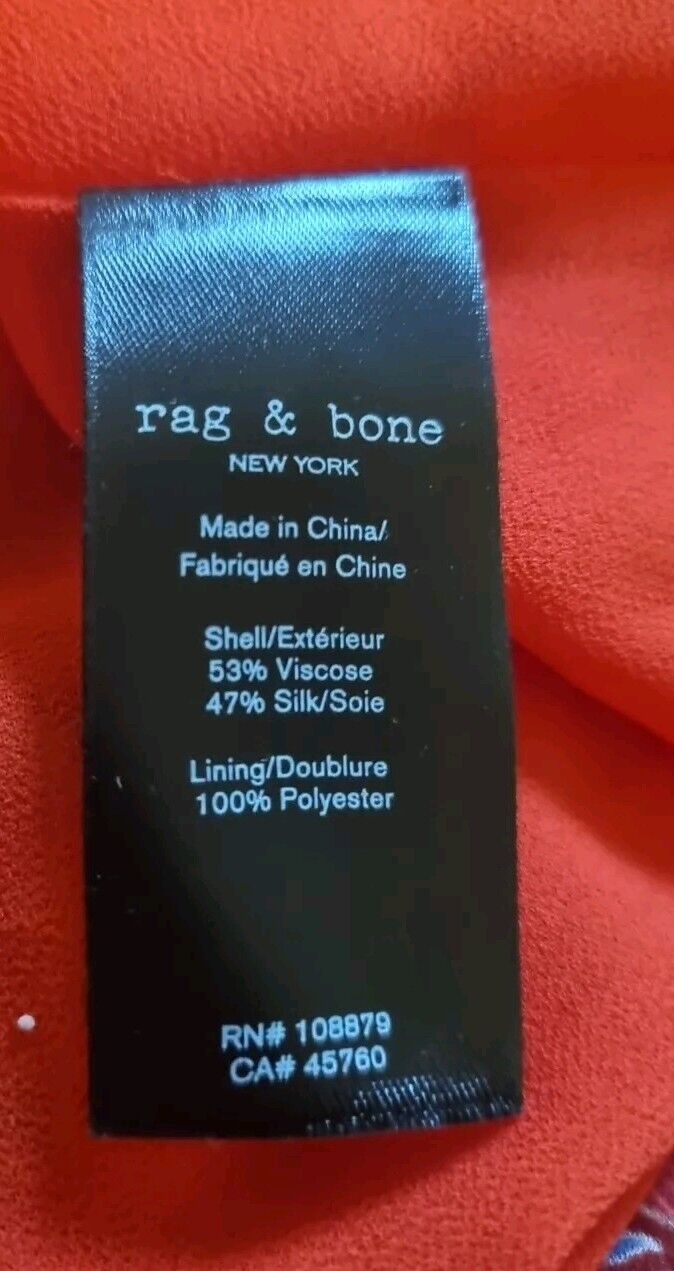 rag & bone
NEW YORK
Made in China/
Fabriqué en Chine
Shell/Extérieur
53% Viscose
47% Silk/Soie
Lining/Doublure
100% Polyester
RN# 108879
CA# 45760